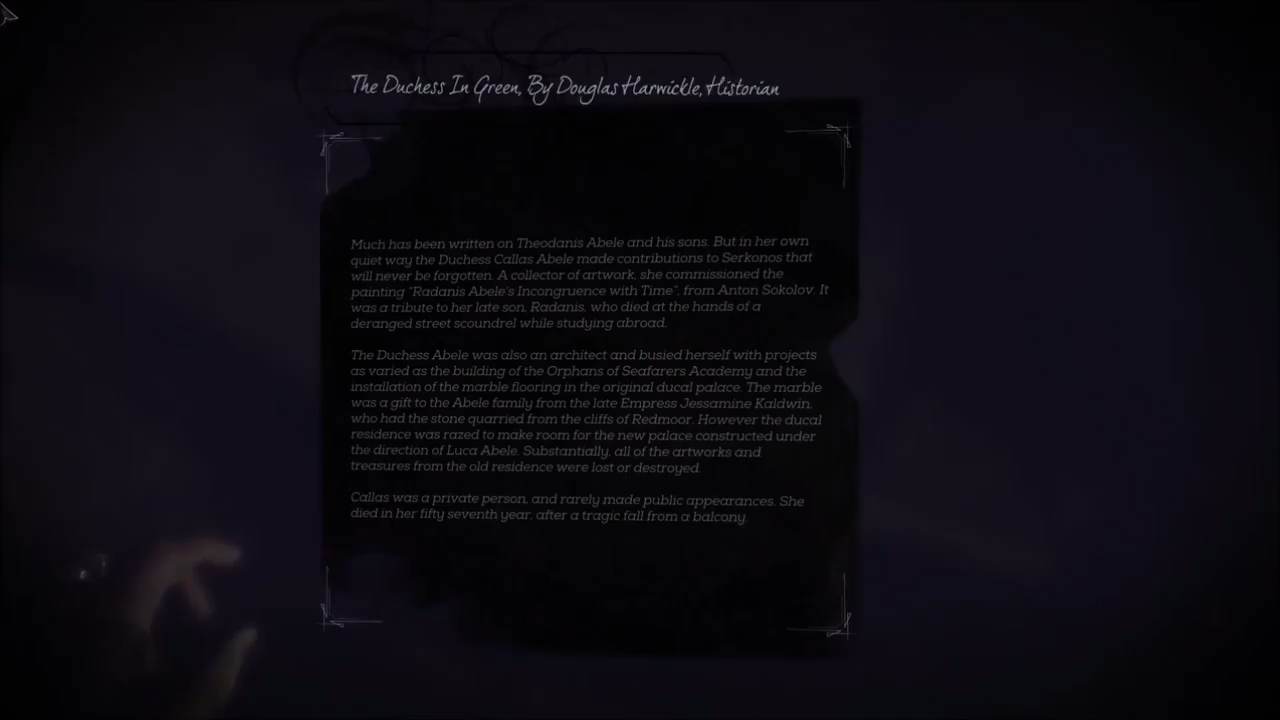 The Duchess In Green, By Douglas Harwickle, Historian
Much has been written on Theodanis Abele and his sons. But in her own
quiet way the Duchess Callas Abele made contributions to Serkonos that
will never be forgotten. A collector of artwork, she commissioned the
painting "Radanis Abele's Incongruence with Time", from Anton Sokolov. It
was a tribute to her late son, Radanis, who died at the hands of a
deranged street scoundrel while studying abroad.
The Duchess Abele was also an architect and busied herself with projects
as varied as the building of the Orphans of Seafarers Academy and the
installation of the marble flooring in the original ducal palace. The marble
was a gift to the Abele family from the late Empress Jessamine Kaldwin,
who had the stone quarried from the cliffs of Redmoor. However the ducal
residence was razed to make room for the new palace constructed under
the direction of Luca Abele. Substantially, all of the artworks and
treasures from the old residence were lost or destroyed.
Callas was a private person, and rarely made public appearances. She
died in her fifty seventh year, after a tragic fall from a balcony.